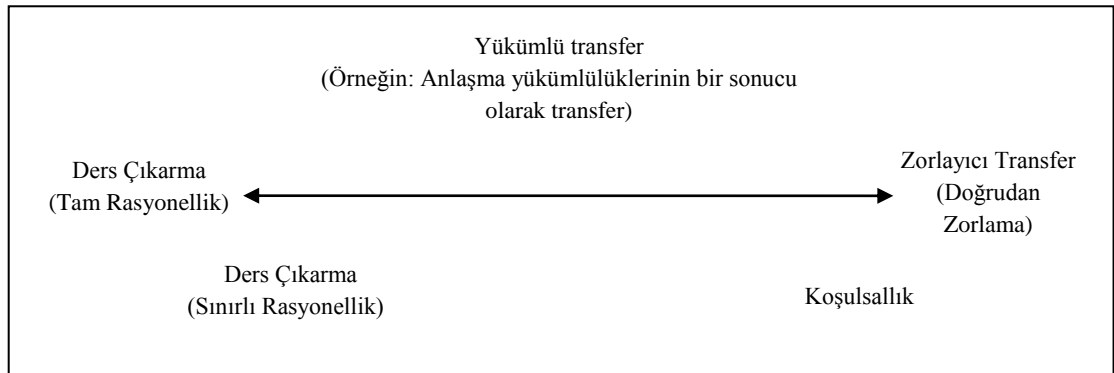 Yükümlü transfer
(Örneğin: Anlaşma yükümlülüklerinin bir sonucu
olarak transfer)
Ders Çıkarma
(Tam Rasyonellik)
Zorlayıcı Transfer
(Doğrudan
Zorlama)
Ders Çıkarma
(Sınırlı Rasyonellik)
Koşulsallık